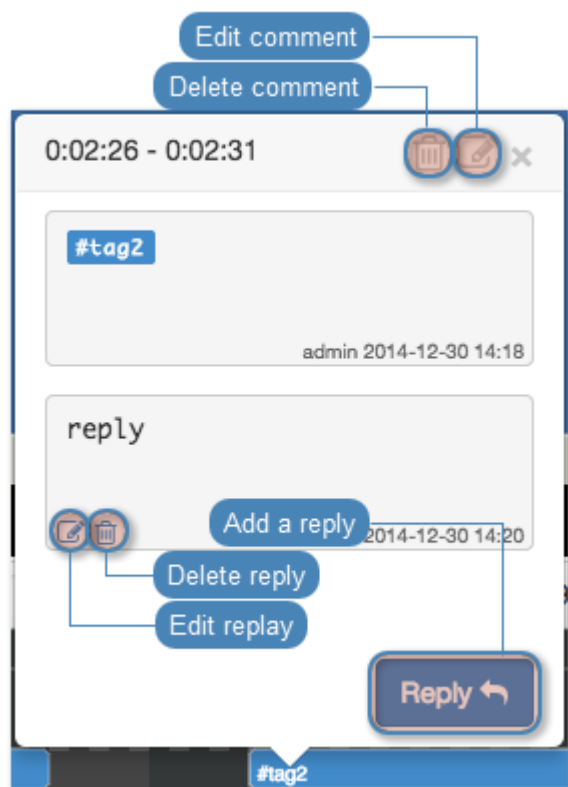 Edit comment
Delete comment
0:02:26 - 0:02:31
#tag2
admin 2014-12-30 14:18
reply
Add a reply
2014-12-30 14:20
Delete reply
Edit replay
Reply
#tag2